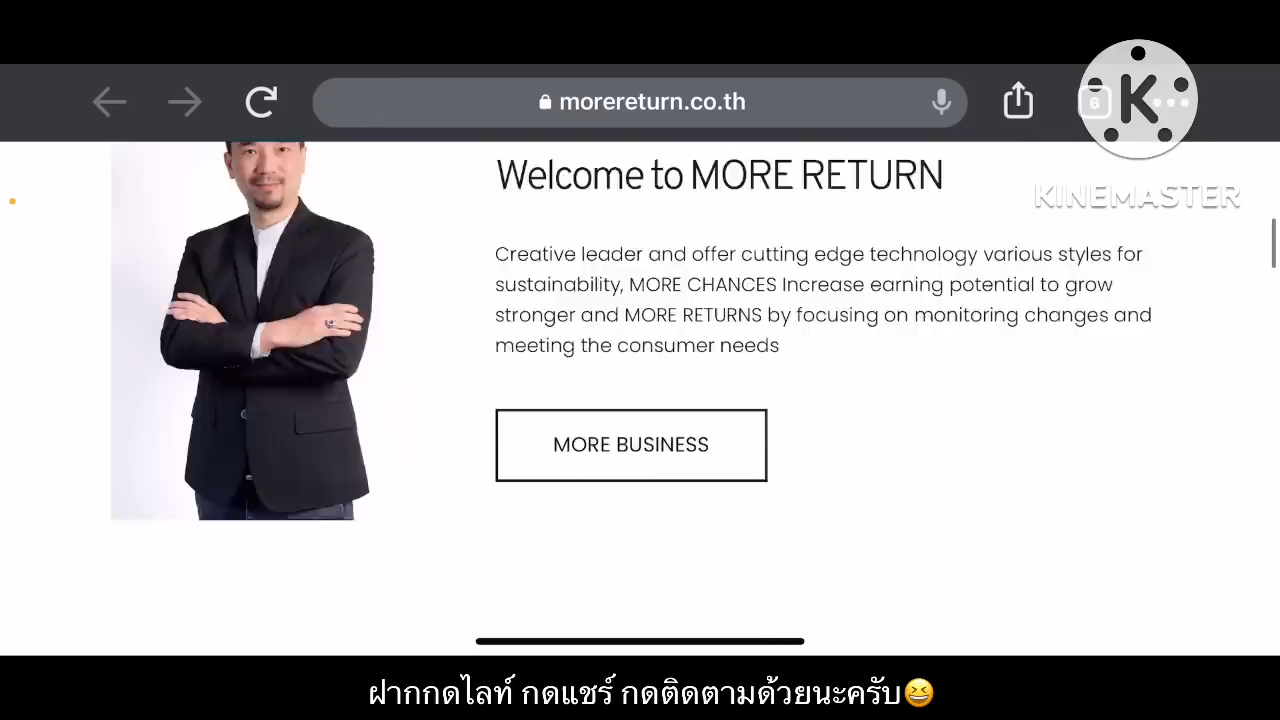 morereturn.co.th
6
K
KINEMASTER
Welcome to MORE RETURN
Creative leader and offer cutting edge technology various styles for
sustainability, MORE CHANCES Increase earning potential to grow
stronger and MORE RETURNS by focusing on monitoring changes and
meeting the consumer needs
MORE BUSINESS
ฝากกดไลท์ กดแชร์ กดติดตามด้วยนะครับ😆